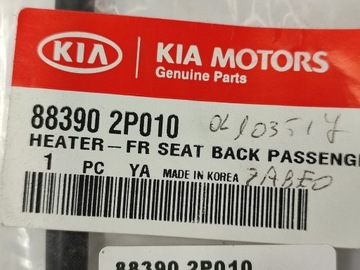 KIA KIA MOTORS
Genuine Parts
88390 2P010
HEATER-FR SEAT BACK PASSENG
1 PC YA MADE IN KOREA
88390 2P010